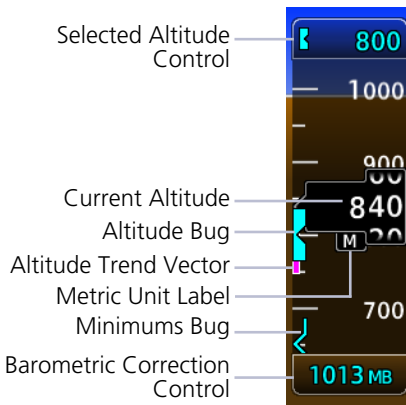 Selected Altitude
Control
800
1000
900
Current Altitude
840
Altitude Bug
M
20
Altitude Trend Vector
Metric Unit Label
700
Minimums Bug
Barometric Correction
Control
1013 MB